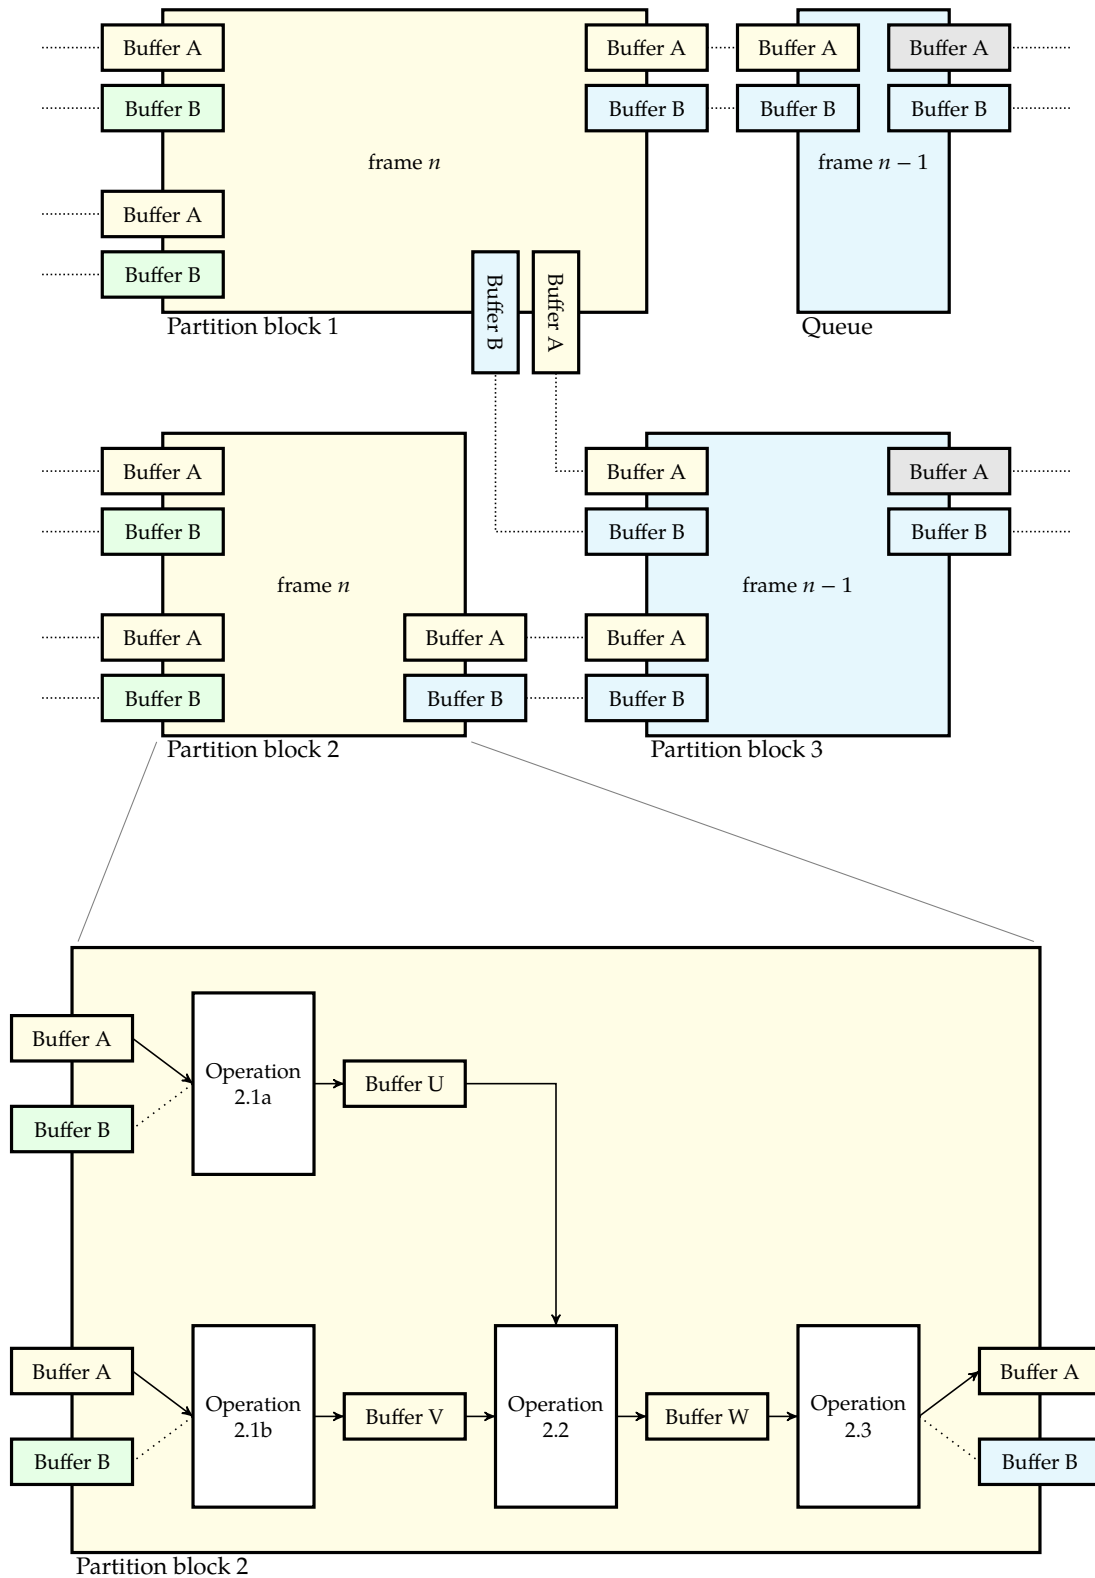 Buffer A
Buffer A
Buffer A
Buffer A
Buffer B
Buffer B
Buffer B
Buffer B
frame n
frame n − 1
Buffer A
Buffer B
Buffer B
Buffer A
Partition block 1
Queue
Buffer A
Buffer A
Buffer A
Buffer B
Buffer B
Buffer B
frame n
frame n − 1
Buffer A
Buffer A
Buffer A
Buffer B
Buffer B
Buffer B
Partition block 2
Partition block 3
Buffer A
Operation
2.1a
Buffer U
Buffer B
Buffer A
Operation
2.1b
Buffer V
Operation
2.2
Buffer W
Operation
2.3
Buffer A
Buffer B
Buffer B
Partition block 2